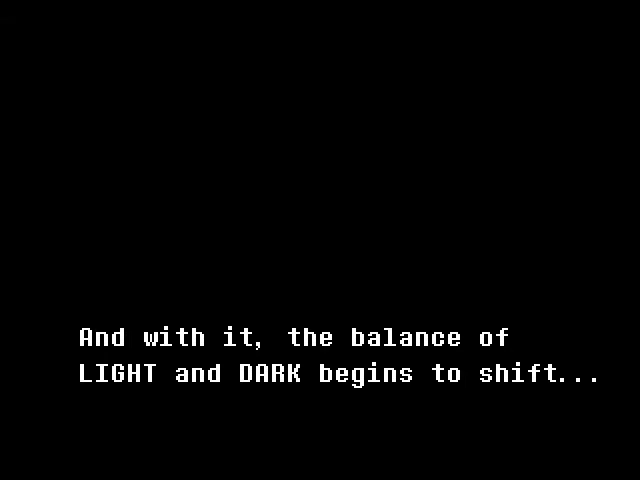 And with it, the balance of
LIGHT and DARK begins to shift...